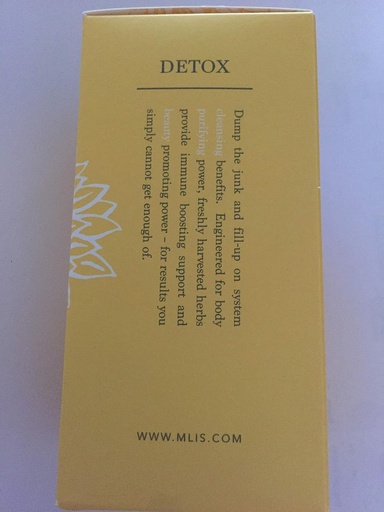 DETOX
Dump the junk and fill-up on system
cleansing benefits. Engineered for body
purifying power, freshly harvested herbs
provide immune boosting support and
beauty promoting power – for results you
simply cannot get enough of.
WWW.MLIS.COM